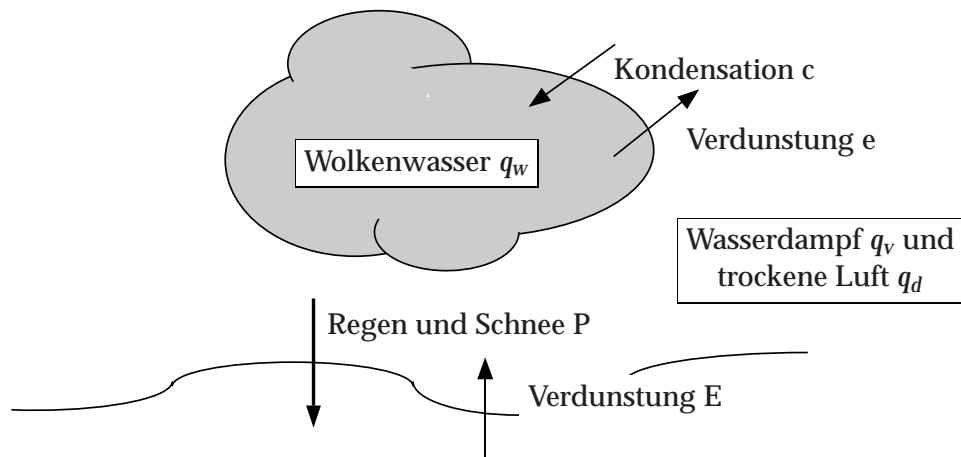 Kondensation c
Verdunstung e
Wolkenwasser q_w
Wasserdampf q_v und
trockene Luft q_d
Regen und Schnee P
Verdunstung E